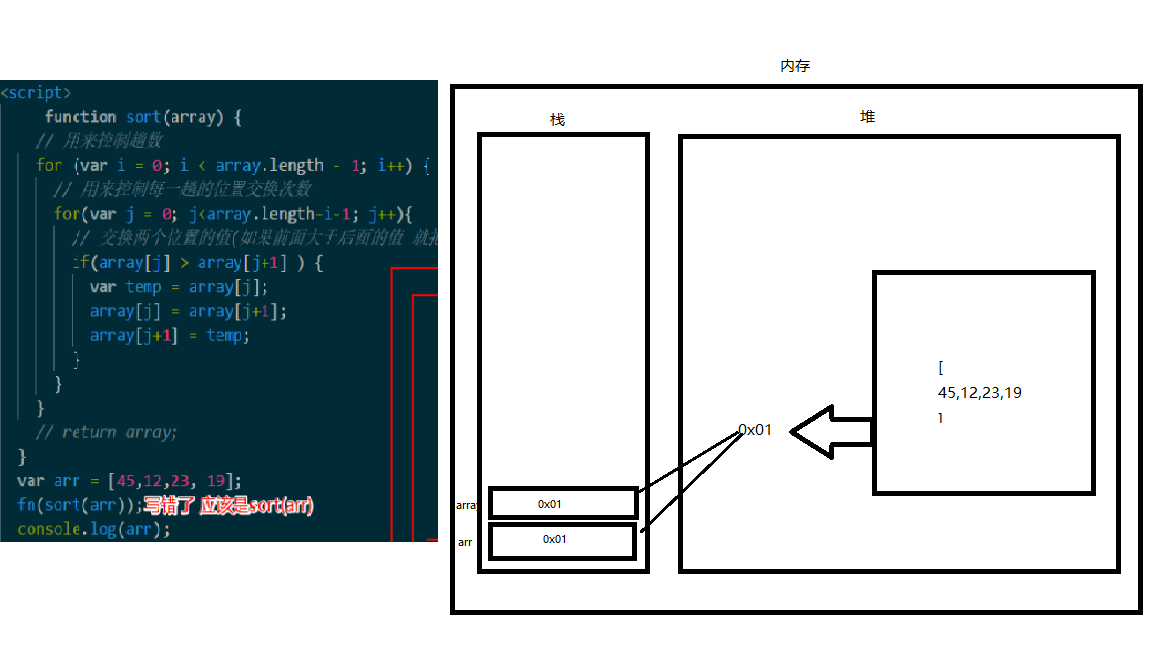 <script>
function sort(array) {
// 用来控制趟数
for (var i = 0; i < array.length - 1; i++) {
// 用来控制每一趟的位置交换次数
for(var j = 0; j<array.length-i-1; j++){
// 交换两个位置的值(如果前面大于后面的值 就把
if(array[j] > array[j+1] ) {
var temp = array[j];
array[j] = array[j+1];
array[j+1] = temp;
}
}
}
// return array;
}
var arr = [45,12,23, 19];
fn(sort(arr));写错了 应该是sort(arr)
console.log(arr);
内存
栈
堆
[
45,12,23,19
]
0x01
array
0x01
arr
0x01